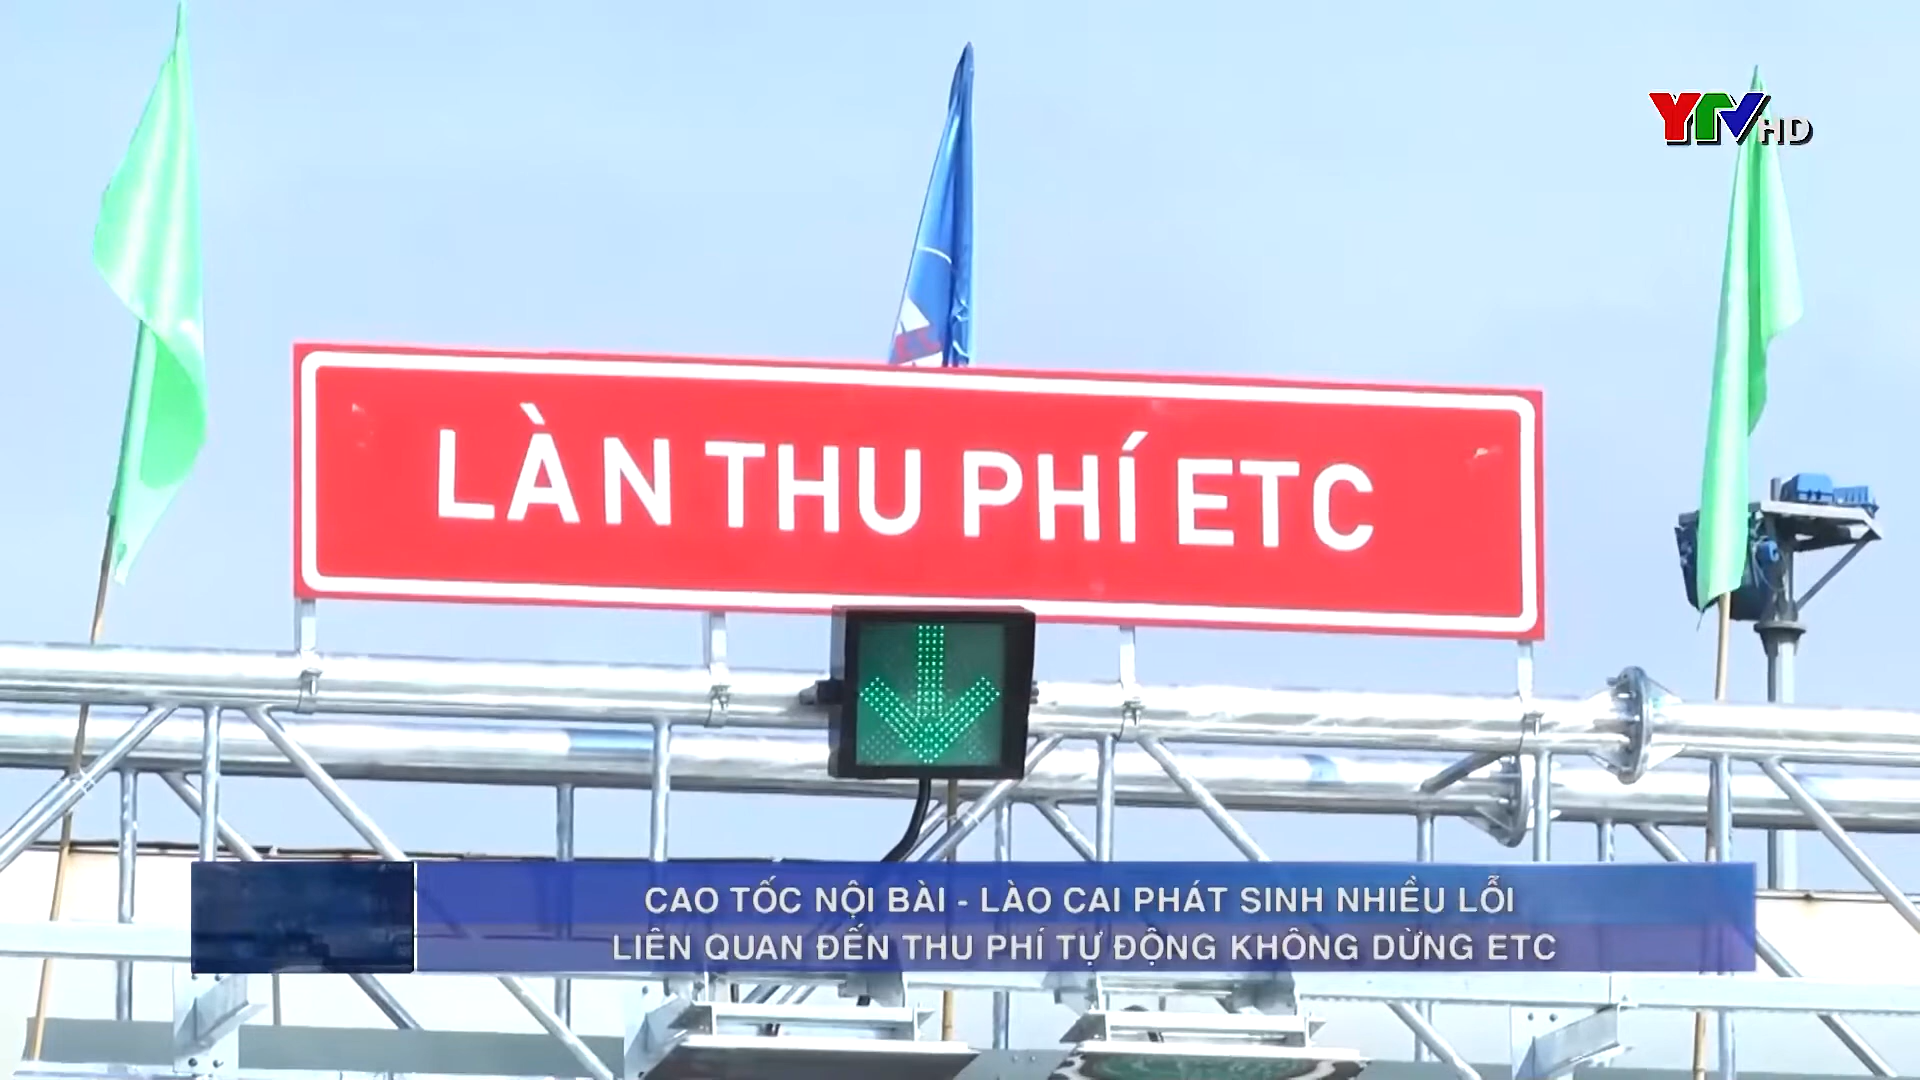 YTV HD
LÀN THU PHÍ ETC
CAO TỐC NỘI BÀI - LÀO CAI PHÁT SINH NHIỀU LỖI
LIÊN QUAN ĐẾN THU PHÍ TỰ ĐỘNG KHÔNG DỪNG ETC